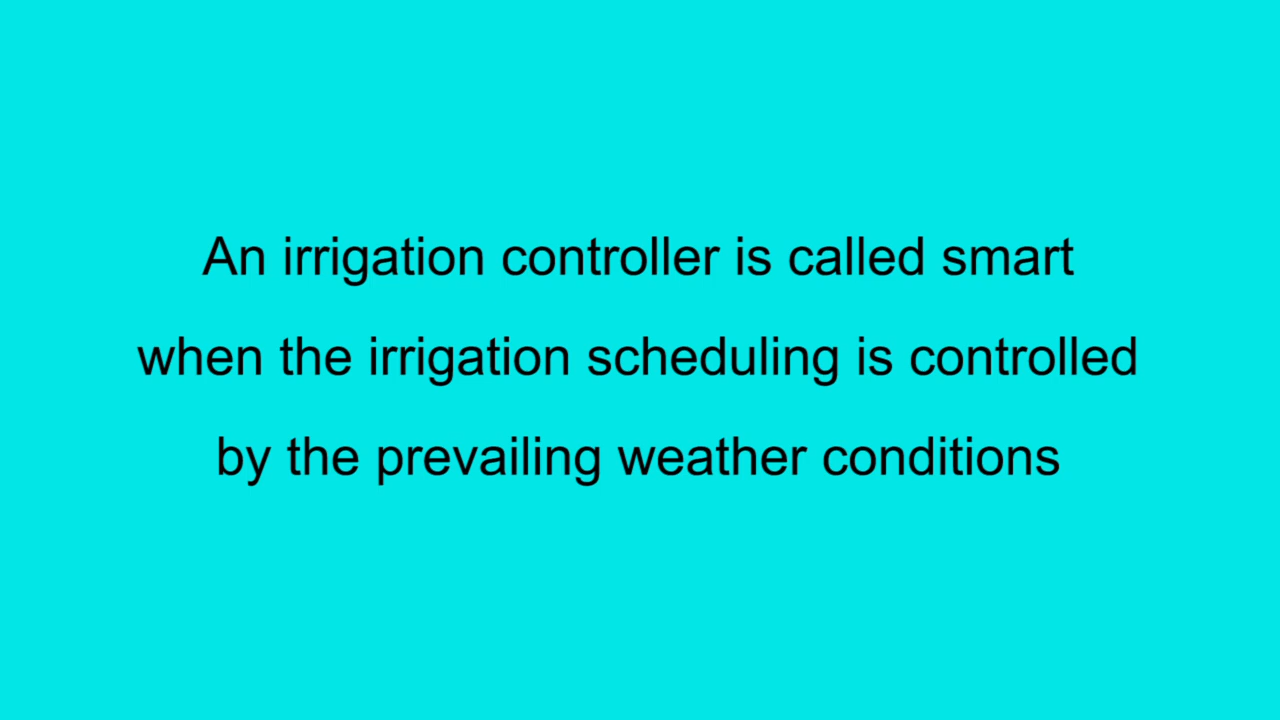 An irrigation controller is called smart
when the irrigation scheduling is controlled
by the prevailing weather conditions